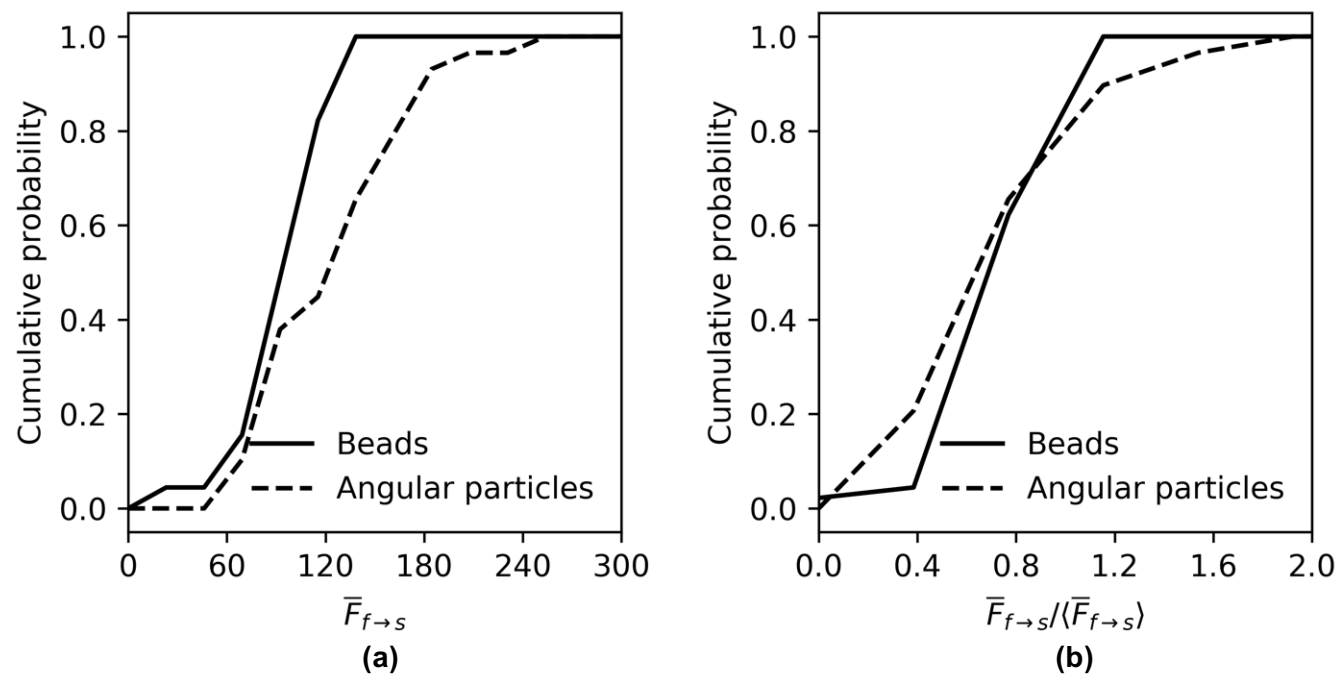 Cumulative probability
1.0
0.8
0.6
0.4
0.2
0.0
Beads
Angular particles
0 60 120 180 240 300
F̅f→s
(a)
Cumulative probability
1.0
0.8
0.6
0.4
0.2
0.0
Beads
Angular particles
0.0 0.4 0.8 1.2 1.6 2.0
F̅f→s/⟨F̅f→s⟩
(b)